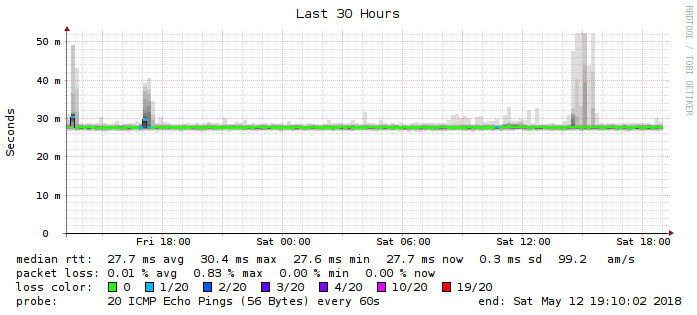 Last 30 Hours
RRDTOOL / TOBI OETIKER
Seconds
50 m
40 m
30 m
20 m
10 m
0
Fri 18:00 Sat 00:00 Sat 06:00 Sat 12:00 Sat 18:00
median rtt: 27.7 ms avg 30.4 ms max 27.6 ms min 27.7 ms now 0.3 ms sd 99.2 am/s
packet loss: 0.01 % avg 0.83 % max 0.00 % min 0.00 % now
loss color: 0 1/20 2/20 3/20 4/20 10/20 19/20
probe: 20 ICMP Echo Pings (56 Bytes) every 60s end: Sat May 12 19:10:02 2018